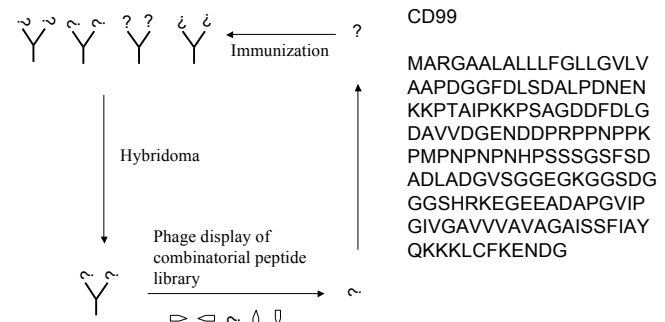 ? ? ? ? ? ? ¿ ¿
?
Immunization
Hybridoma
Phage display of
combinatorial peptide
library
? ?
?
?
CD99
MARGAALALLLFGLLGVLV
AAPDGGFDLSDALPDNEN
KKPTAIPKKPSAGDDFDLG
DAVVDGENDDPRPPNPPK
PMPNPNPNHPSSSGSFSD
ADLADGVSGGEGKGGSDG
GGSHRKEGEEADAPGVIP
GIVGAVVVAVAGAISSFIAY
QKKKLCFKENDG